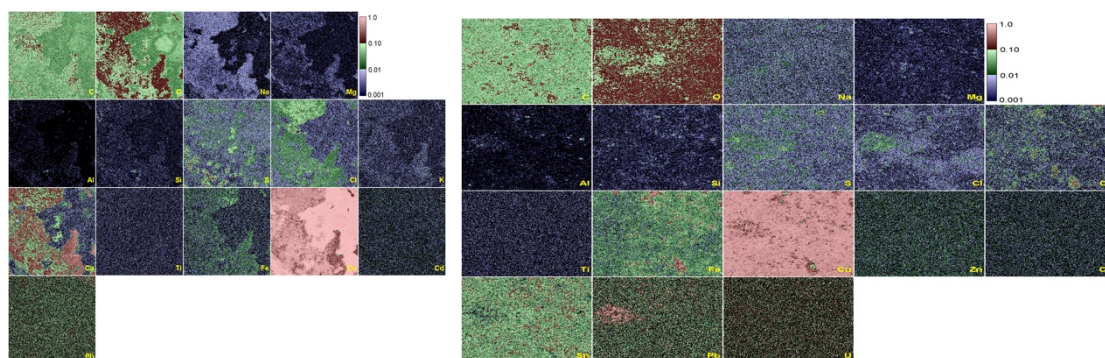 C O Na Mg 1.0 0.10 0.01 0.001
Al Si S Cl K
Ca Ti Fe Cu Cd
Pb
C O Na Mg 1.0 0.10 0.01 0.001
Al Si S Cl
Ti Fe Cu Zn
Sn Pb U